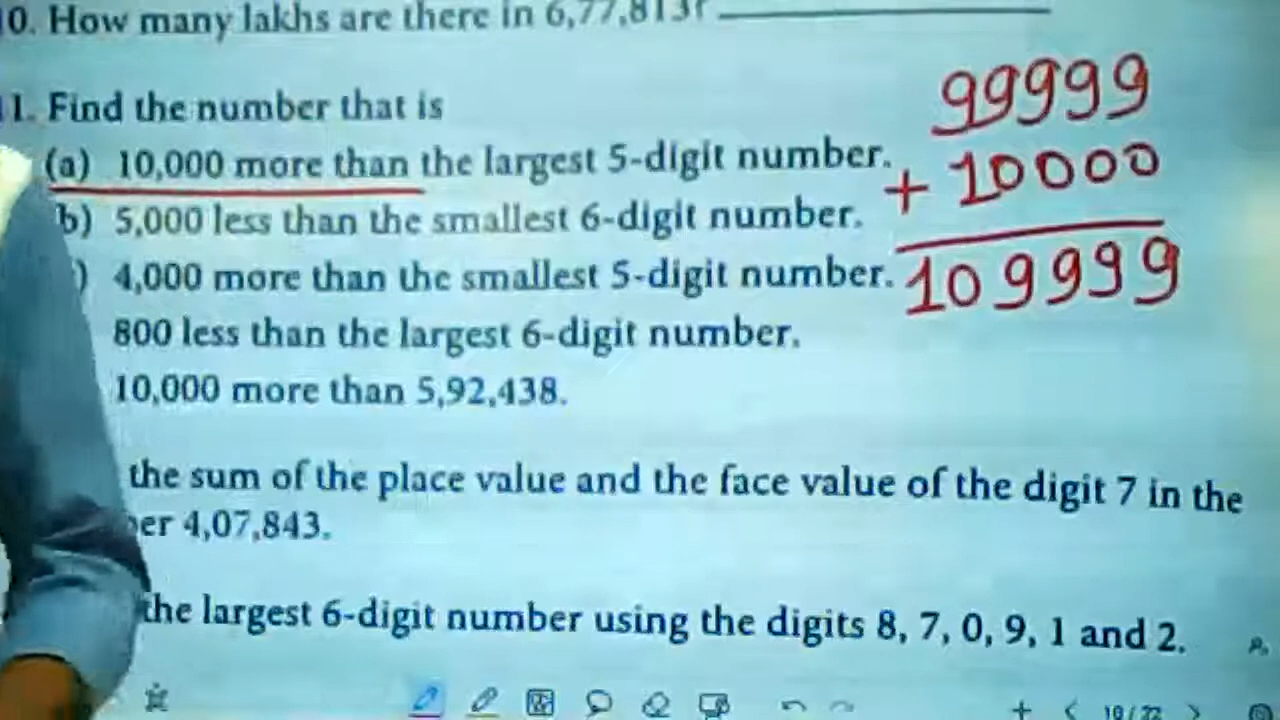 0. How many lakhs are there in 6,77,813?
1. Find the number that is
(a) 10,000 more than the largest 5-digit number.
b) 5,000 less than the smallest 6-digit number.
) 4,000 more than the smallest 5-digit number.
800 less than the largest 6-digit number.
10,000 more than 5,92,438.
99999
+ 10000
109999
the sum of the place value and the face value of the digit 7 in the
er 4,07,843.
the largest 6-digit number using the digits 8, 7, 0, 9, 1 and 2.